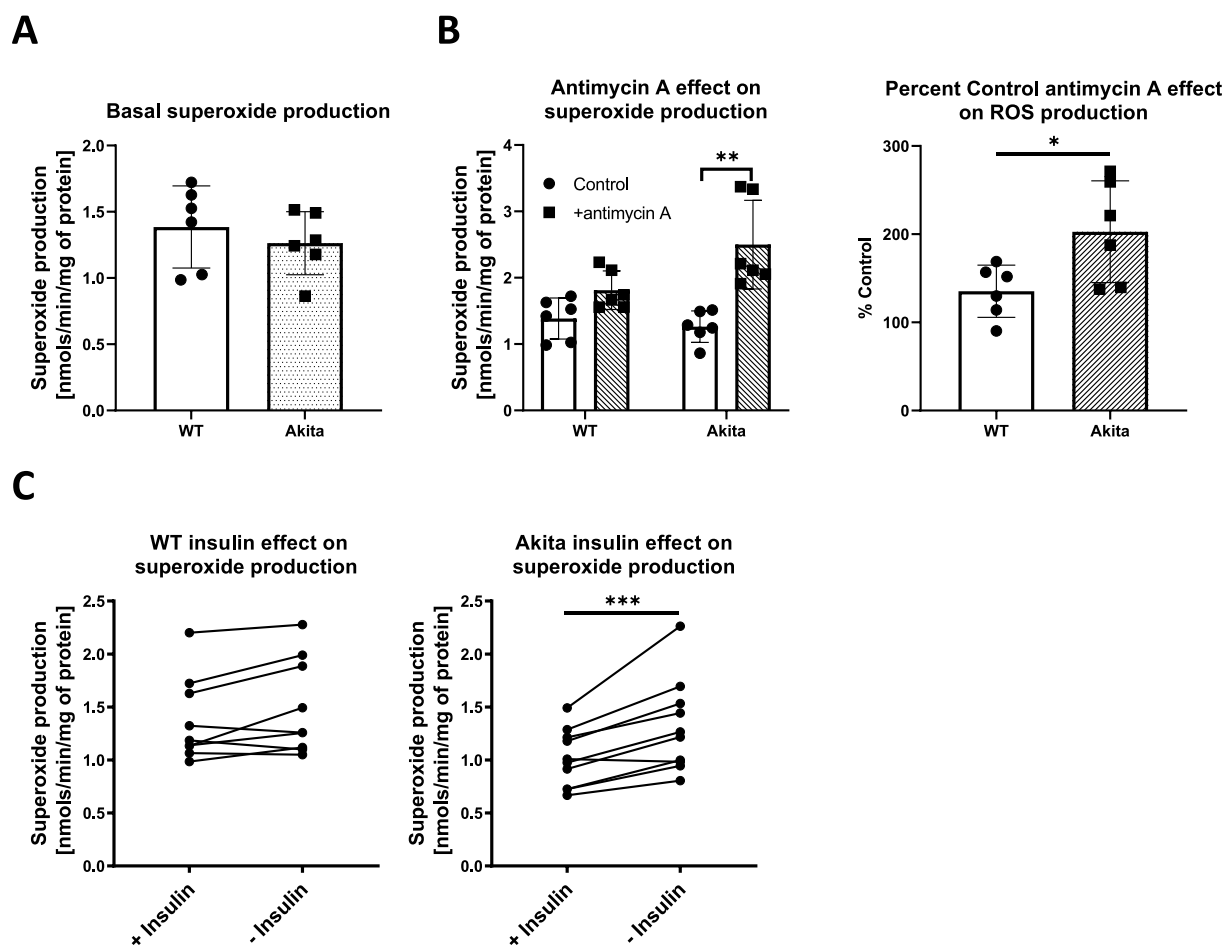 A
Basal superoxide production
Superoxide production
[nmols/min/mg of protein]
2.0
1.5
1.0
0.5
0.0
WT
Akita
B
Antimycin A effect on
superoxide production
Superoxide production
[nmols/min/mg of protein]
4
3
2
1
0
Control
+antimycin A
**
WT
Akita
Percent Control antimycin A effect
on ROS production
% Control
300
200
100
0
*
WT
Akita
C
WT insulin effect on
superoxide production
Superoxide production
[nmols/min/mg of protein]
2.5
2.0
1.5
1.0
0.5
0.0
+ Insulin
- Insulin
Akita insulin effect on
superoxide production
Superoxide production
[nmols/min/mg of protein]
2.5
2.0
1.5
1.0
0.5
0.0
***
+ Insulin
- Insulin